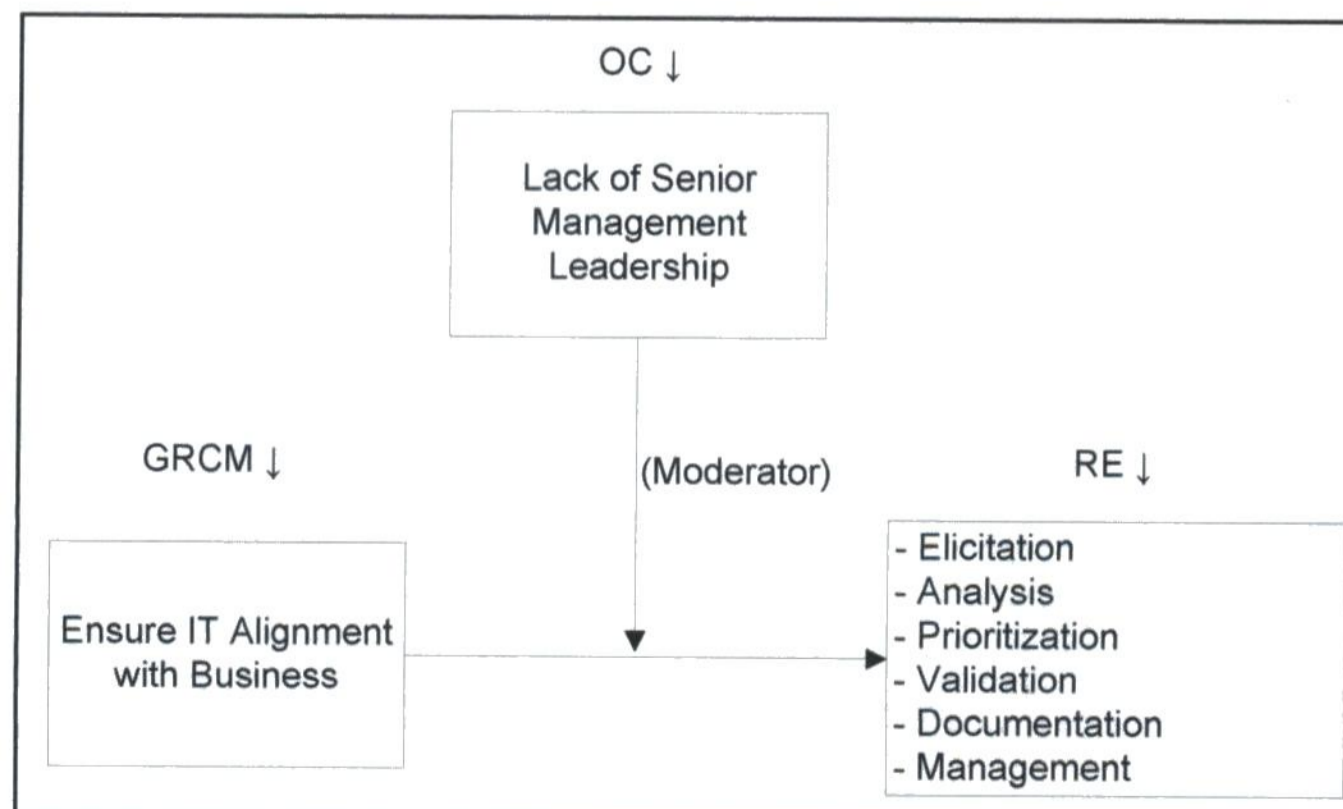 OC ↓
Lack of Senior
Management
Leadership
GRCM ↓
(Moderator)
RE ↓
Ensure IT Alignment
with Business
- Elicitation
- Analysis
- Prioritization
- Validation
- Documentation
- Management